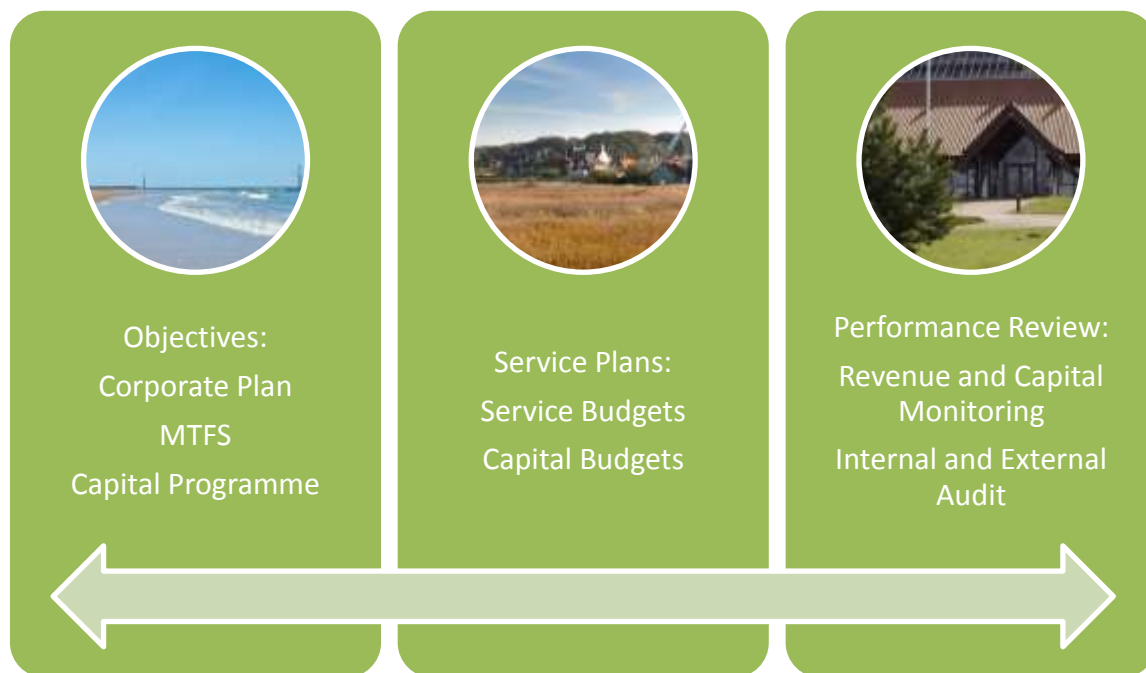 Objectives:
Corporate Plan
MTFS
Capital Programme
Service Plans:
Service Budgets
Capital Budgets
Performance Review:
Revenue and Capital
Monitoring
Internal and External
Audit